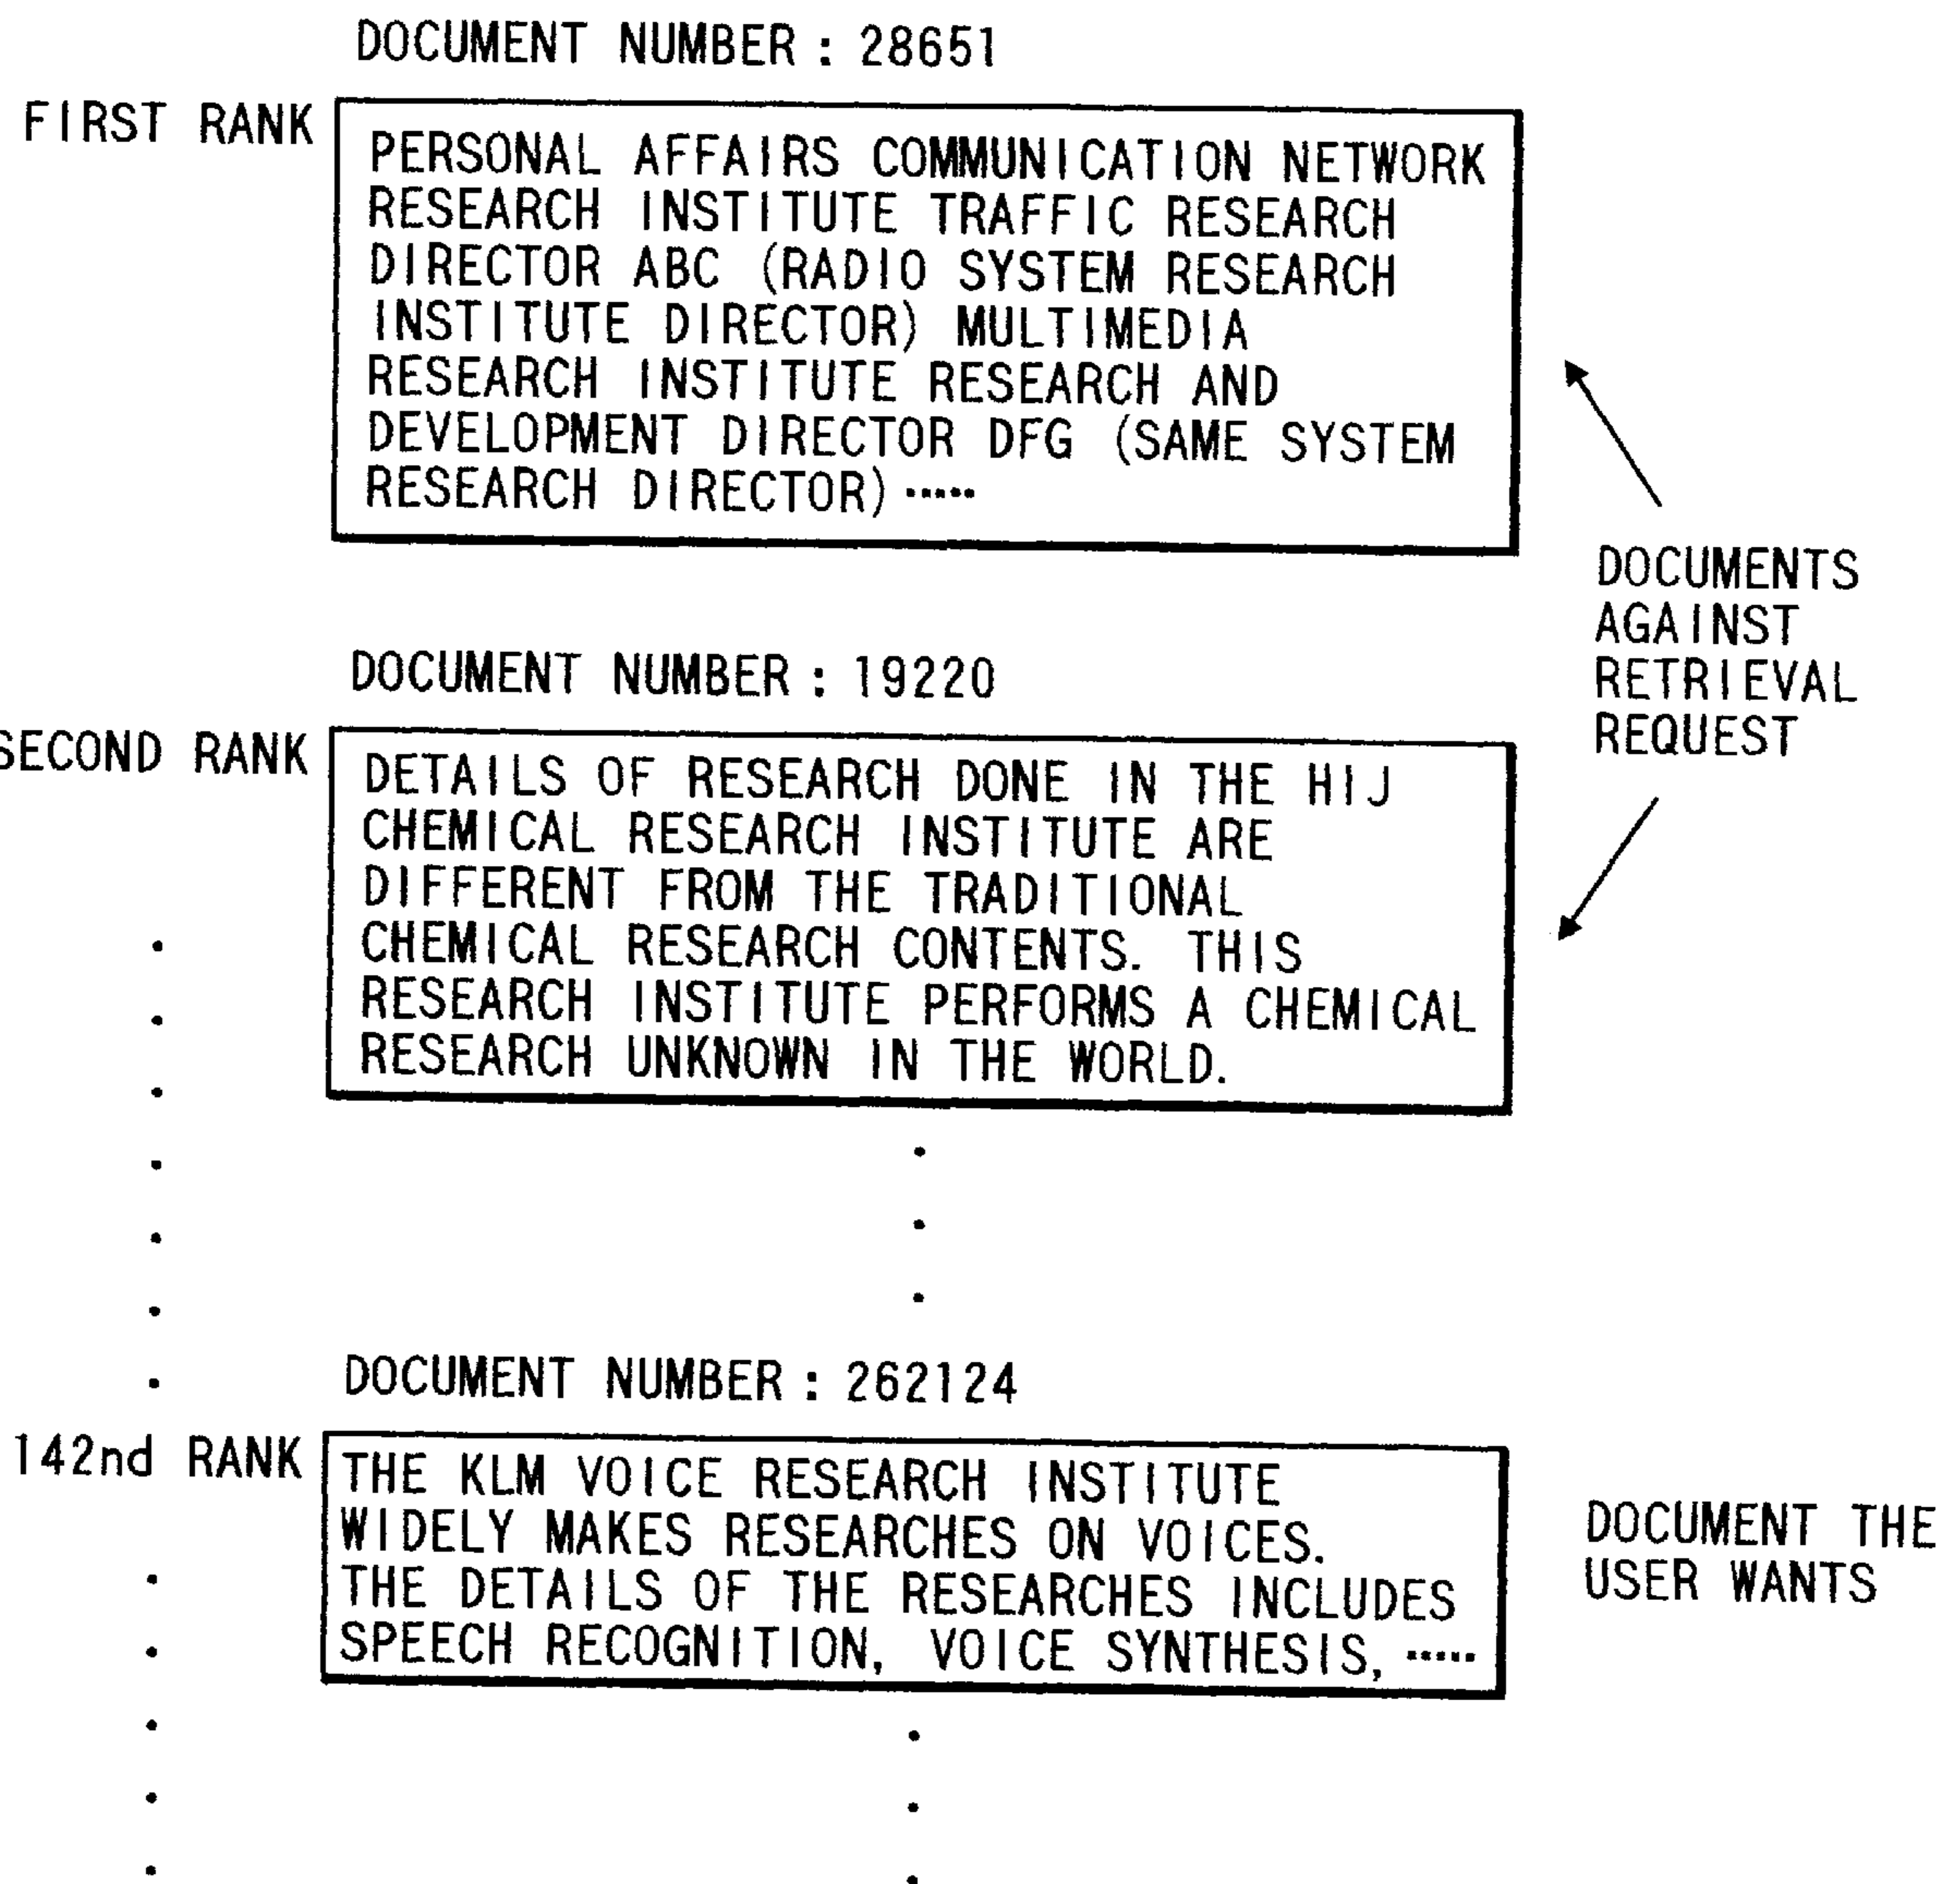 DOCUMENT NUMBER : 28651
FIRST RANK
PERSONAL AFFAIRS COMMUNICATION NETWORK
RESEARCH INSTITUTE TRAFFIC RESEARCH
DIRECTOR ABC (RADIO SYSTEM RESEARCH
INSTITUTE DIRECTOR) MULTIMEDIA
RESEARCH INSTITUTE RESEARCH AND
DEVELOPMENT DIRECTOR DFG (SAME SYSTEM
RESEARCH DIRECTOR) .....
DOCUMENTS
AGAINST
RETRIEVAL
REQUEST
DOCUMENT NUMBER : 19220
SECOND RANK
DETAILS OF RESEARCH DONE IN THE HIJ
CHEMICAL RESEARCH INSTITUTE ARE
DIFFERENT FROM THE TRADITIONAL
CHEMICAL RESEARCH CONTENTS. THIS
RESEARCH INSTITUTE PERFORMS A CHEMICAL
RESEARCH UNKNOWN IN THE WORLD.
DOCUMENT NUMBER : 262124
142nd RANK
THE KLM VOICE RESEARCH INSTITUTE
WIDELY MAKES RESEARCHES ON VOICES.
THE DETAILS OF THE RESEARCHES INCLUDES
SPEECH RECOGNITION, VOICE SYNTHESIS, .....
DOCUMENT THE
USER WANTS